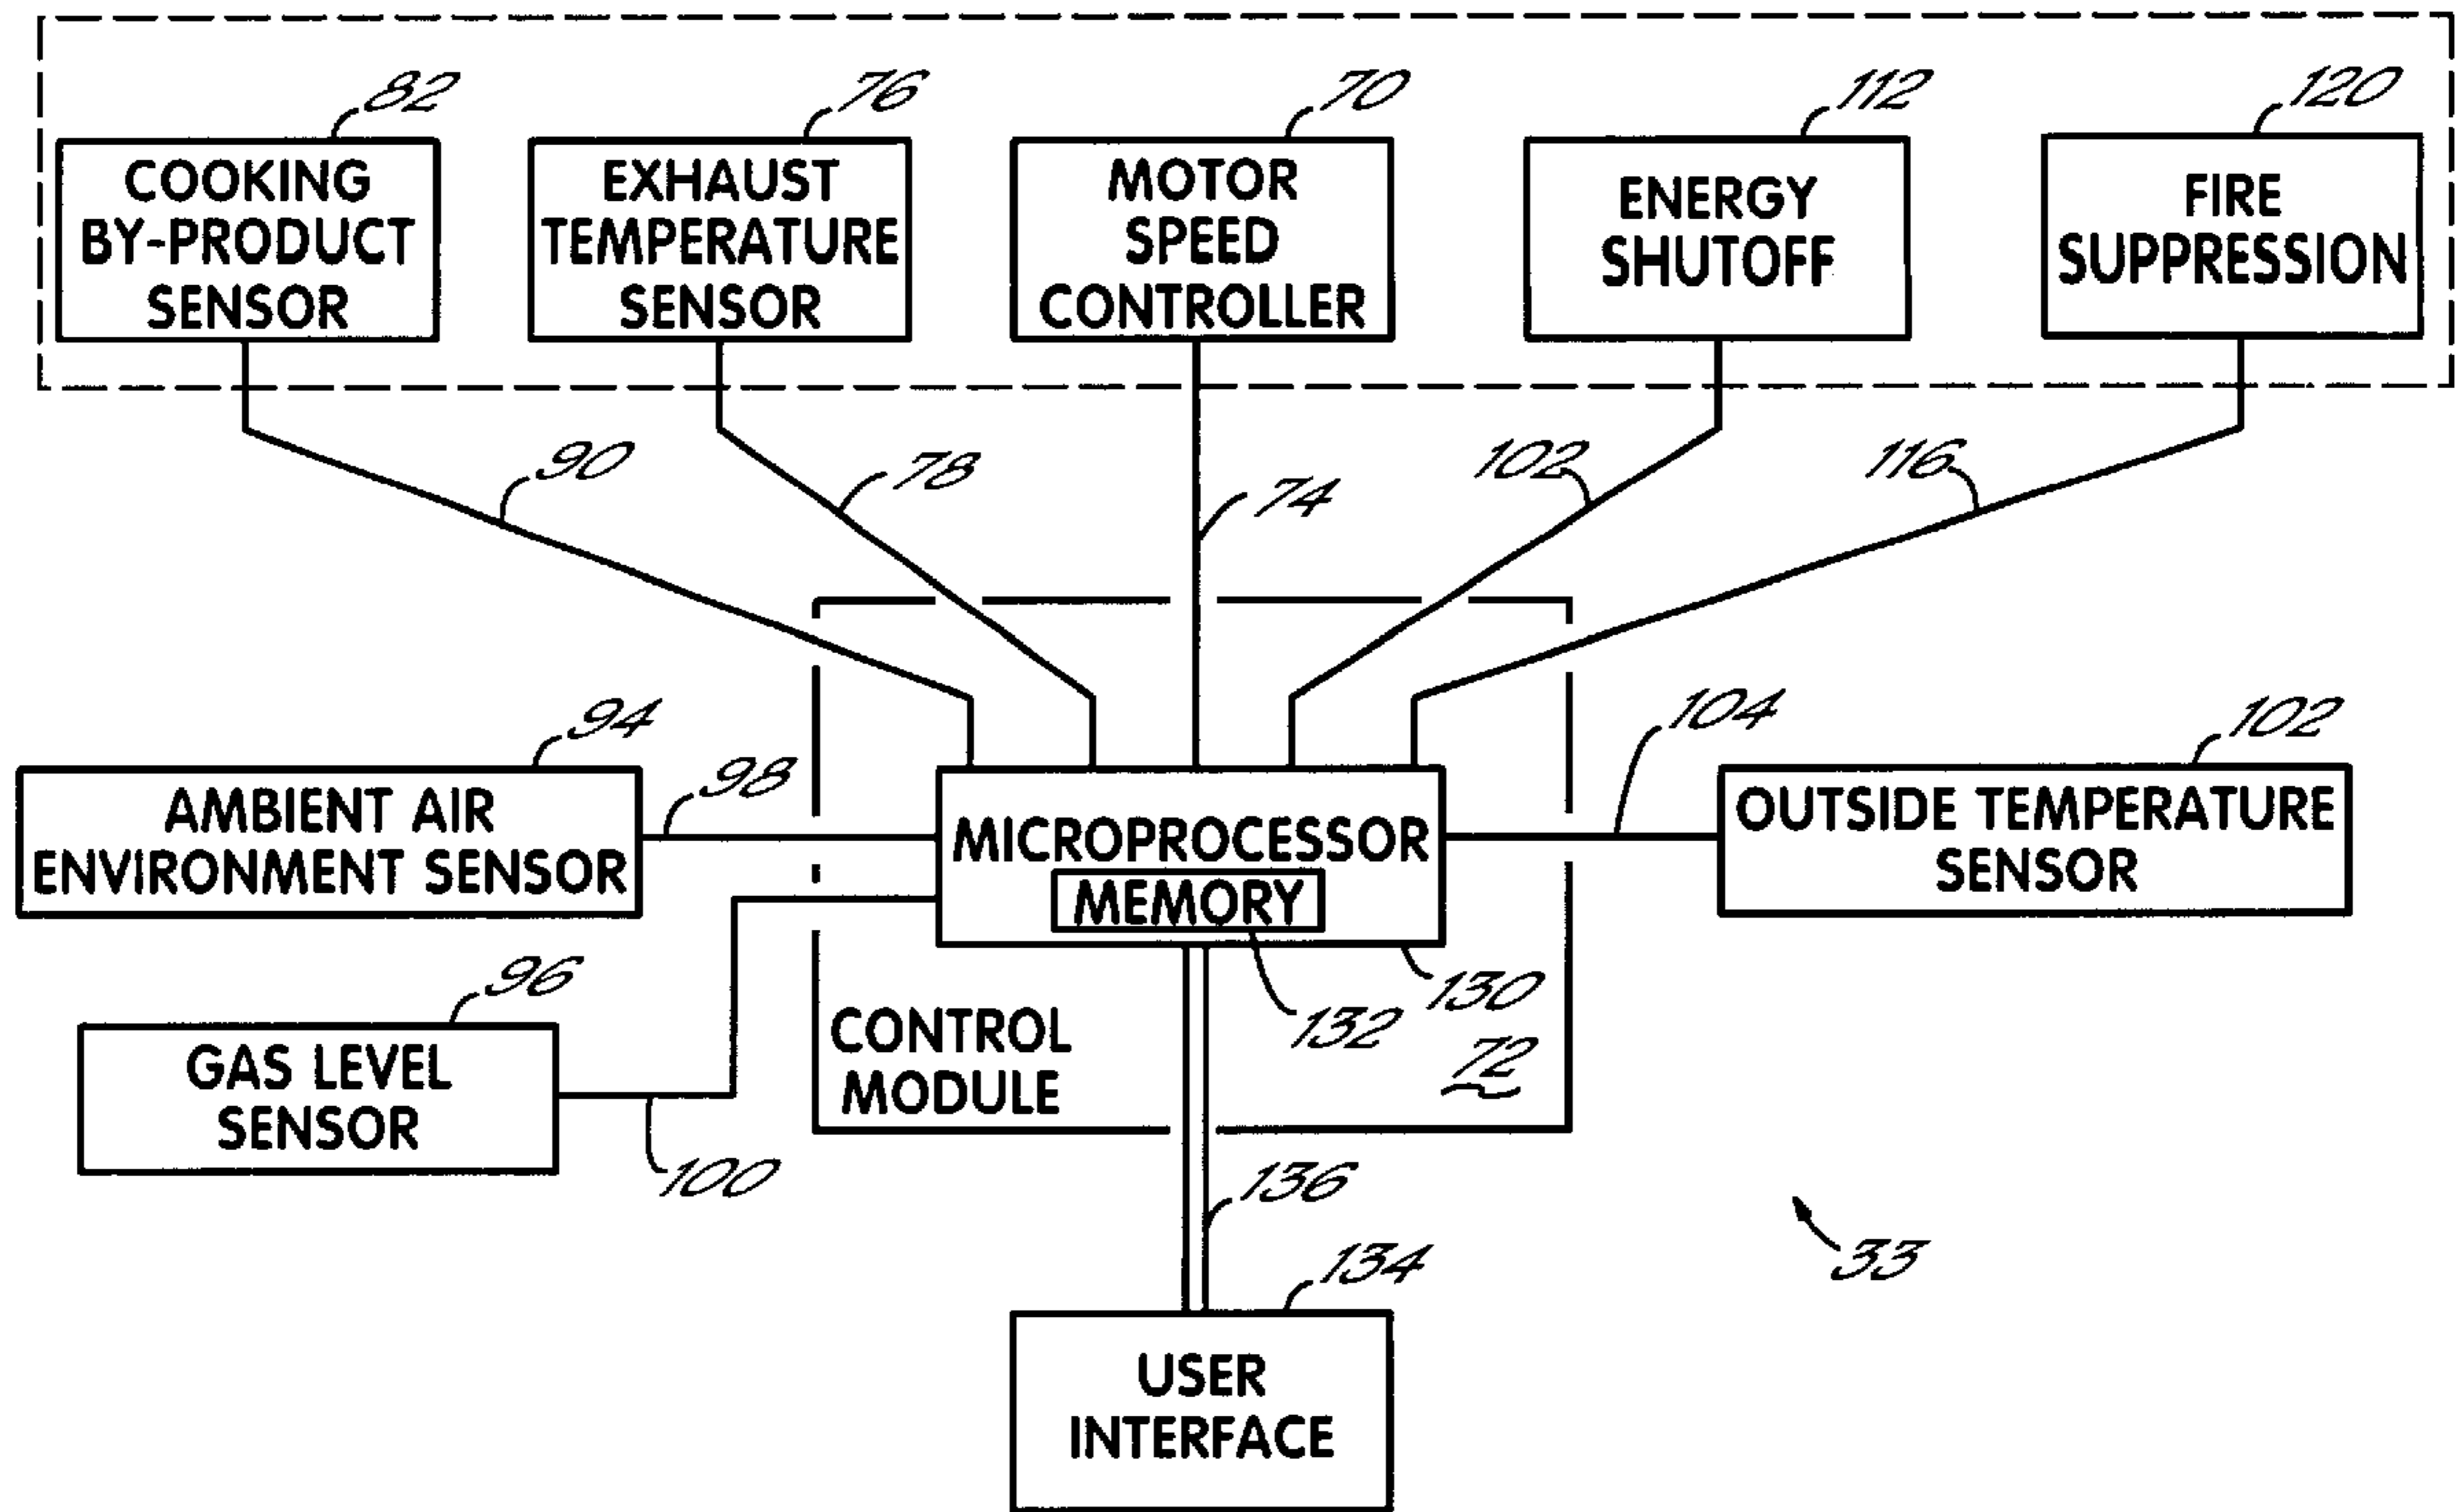 82
76
70
112
120
COOKING
BY-PRODUCT
SENSOR
EXHAUST
TEMPERATURE
SENSOR
MOTOR
SPEED
CONTROLLER
ENERGY
SHUTOFF
FIRE
SUPPRESSION
90
78
74
102
116
94
98
104
102
AMBIENT AIR
ENVIRONMENT SENSOR
MICROPROCESSOR
MEMORY
OUTSIDE TEMPERATURE
SENSOR
96
130
132
72
GAS LEVEL
SENSOR
CONTROL
MODULE
100
136
134
33
USER
INTERFACE